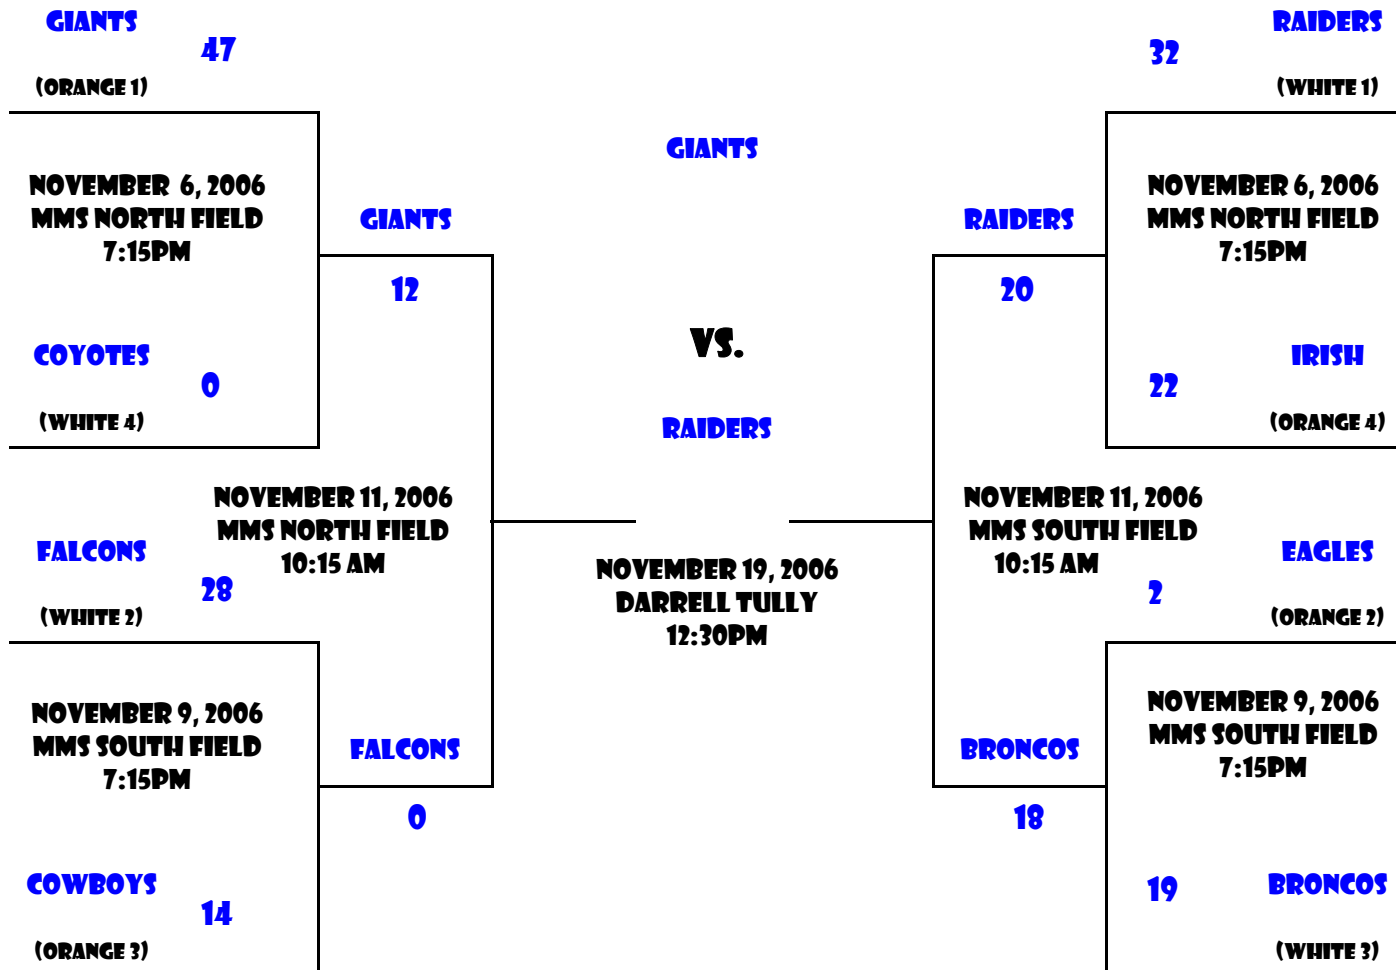 GIANTS
47
(ORANGE 1)
NOVEMBER 6, 2006
MMS NORTH FIELD
7:15PM
COYOTES
0
(WHITE 4)
FALCONS
28
(WHITE 2)
NOVEMBER 9, 2006
MMS SOUTH FIELD
7:15PM
COWBOYS
14
(ORANGE 3)
GIANTS
12
NOVEMBER 11, 2006
MMS NORTH FIELD
10:15 AM
FALCONS
0
GIANTS
VS.
RAIDERS
NOVEMBER 19, 2006
DARRELL TULLY
12:30PM
RAIDERS
20
NOVEMBER 11, 2006
MMS SOUTH FIELD
10:15 AM
BRONCOS
18
RAIDERS
32
(WHITE 1)
NOVEMBER 6, 2006
MMS NORTH FIELD
7:15PM
IRISH
22
(ORANGE 4)
EAGLES
2
(ORANGE 2)
NOVEMBER 9, 2006
MMS SOUTH FIELD
7:15PM
19
BRONCOS
(WHITE 3)